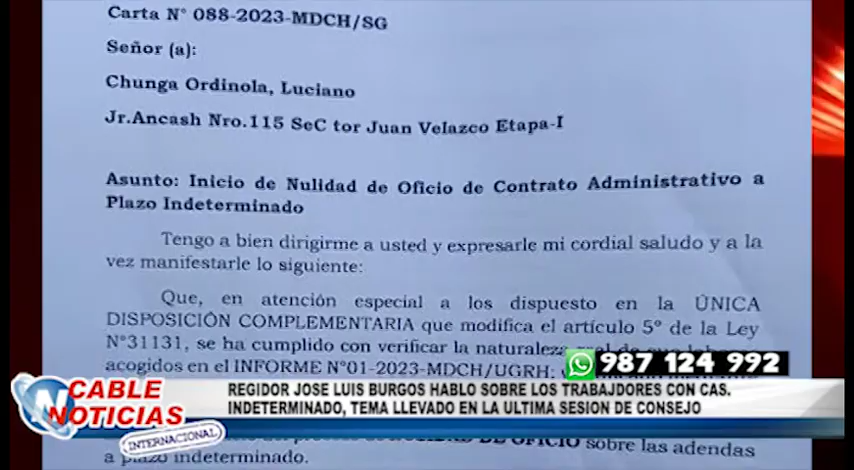 Carta N° 088-2023-MDCH/SG
Señor (a):
Chunga Ordinola, Luciano
Jr.Ancash Nro.115 SeC tor Juan Velazco Etapa-I
Asunto: Inicio de Nulidad de Oficio de Contrato Administrativo a
Plazo Indeterminado
Tengo a bien dirigirme a usted y expresarle mi cordial saludo y a la
vez manifestarle lo siguiente:
Que, en atención especial a los dispuesto en la ÚNICA
DISPOSICIÓN COMPLEMENTARIA que modifica el artículo 5° de la Ley
N°31131, se ha cumplido con verificar la naturaleza
acogidos en el INFORME N°01-2023-MDCH/UGRH:
987 124 992
CABLE
NOTICIAS
INTERNACIONAL
REGIDOR JOSE LUIS BURGOS HABLO SOBRE LOS TRABAJDORES CON CAS.
INDETERMINADO, TEMA LLEVADO EN LA ULTIMA SESION DE CONSEJO
DE OFICIO sobre las adendas
a plazo indeterminado.